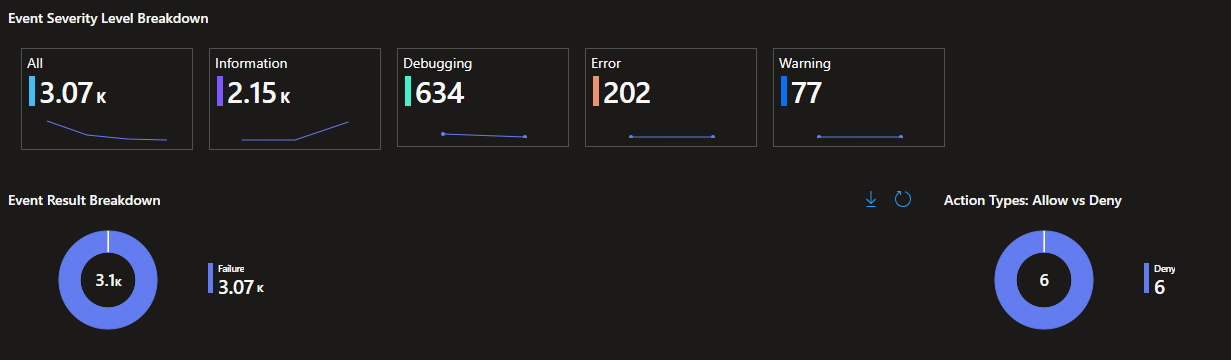 Event Severity Level Breakdown
All
3.07 K
Information
2.15 K
Debugging
634
Error
202
Warning
77
Event Result Breakdown
3.1K
Failure
3.07 K
Action Types: Allow vs Deny
6
Deny
6